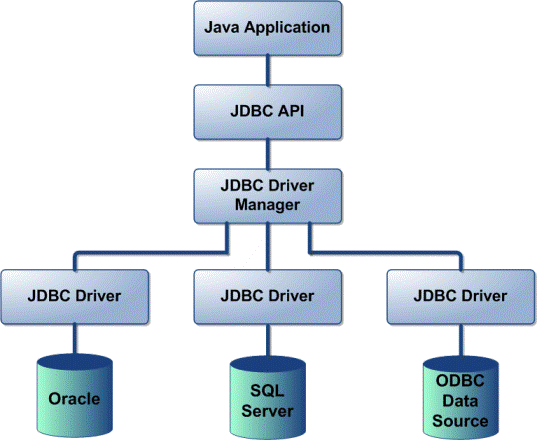 Java Application
JDBC API
JDBC Driver
Manager
JDBC Driver
JDBC Driver
JDBC Driver
Oracle
SQL
Server
ODBC
Data
Source